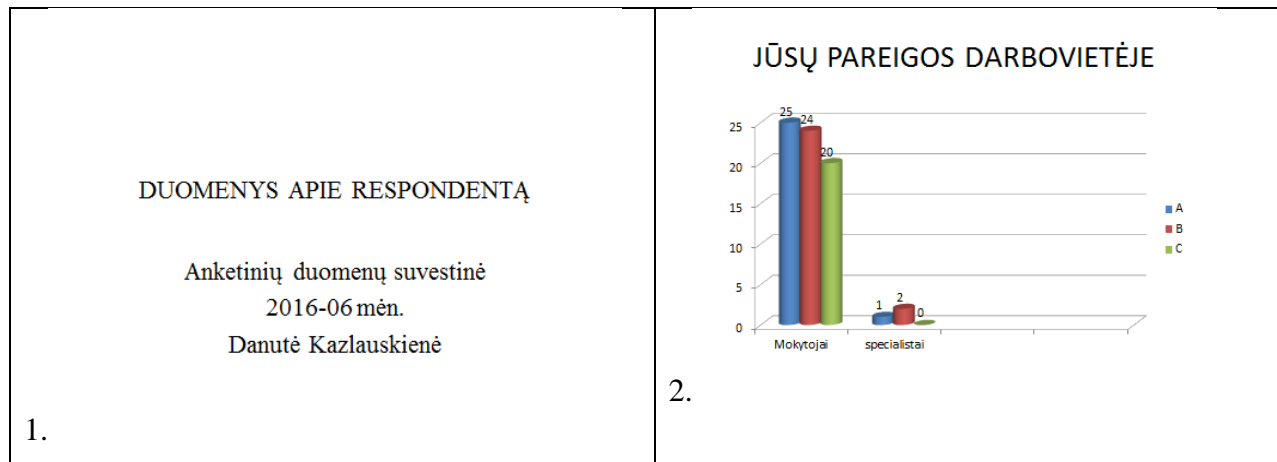 DUOMENYS APIE RESPONDENTĄ
Anketinių duomenų suvestinė
2016-06 mėn.
Danutė Kazlauskienė
1.
JŪSŲ PAREIGOS DARBOVIETĖJE
25
24
20
1
2
0
25
20
15
10
5
0
Mokytojai
specialistai
A
B
C
2.